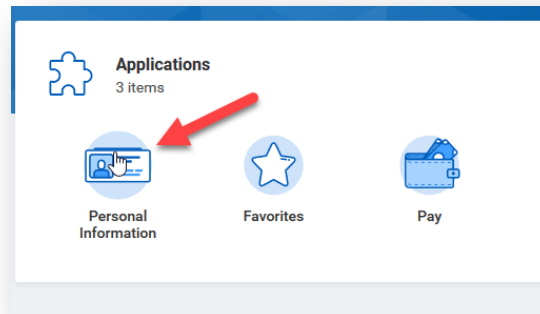 Applications
3 items
Personal
Information
Favorites
Pay